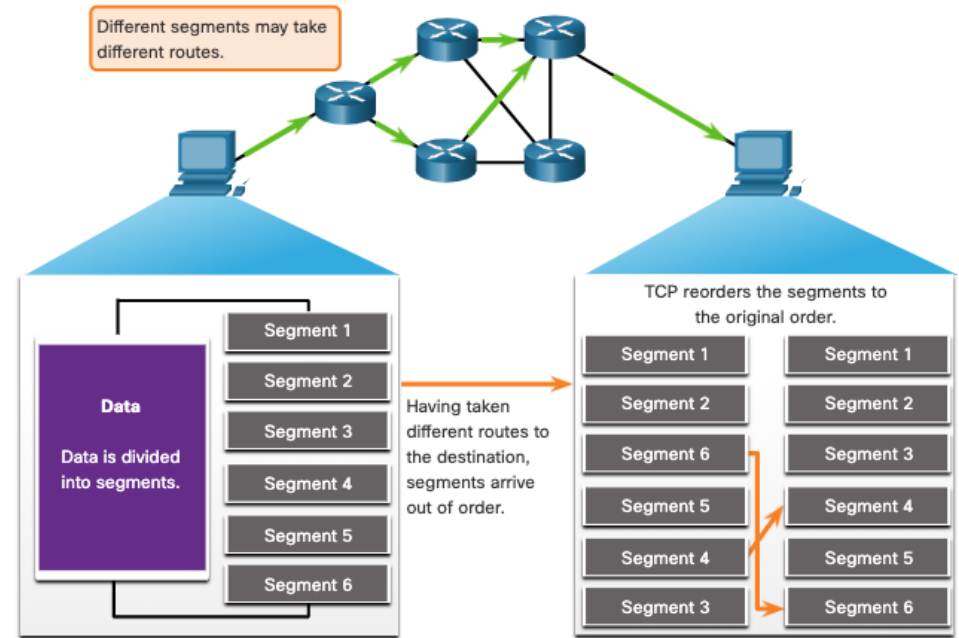 Different segments may take
different routes.
Data
Data is divided
into segments.
Segment 1
Segment 2
Segment 3
Segment 4
Segment 5
Segment 6
Having taken
different routes to
the destination,
segments arrive
out of order.
TCP reorders the segments to
the original order.
Segment 1
Segment 2
Segment 6
Segment 5
Segment 4
Segment 3
Segment 1
Segment 2
Segment 3
Segment 4
Segment 5
Segment 6